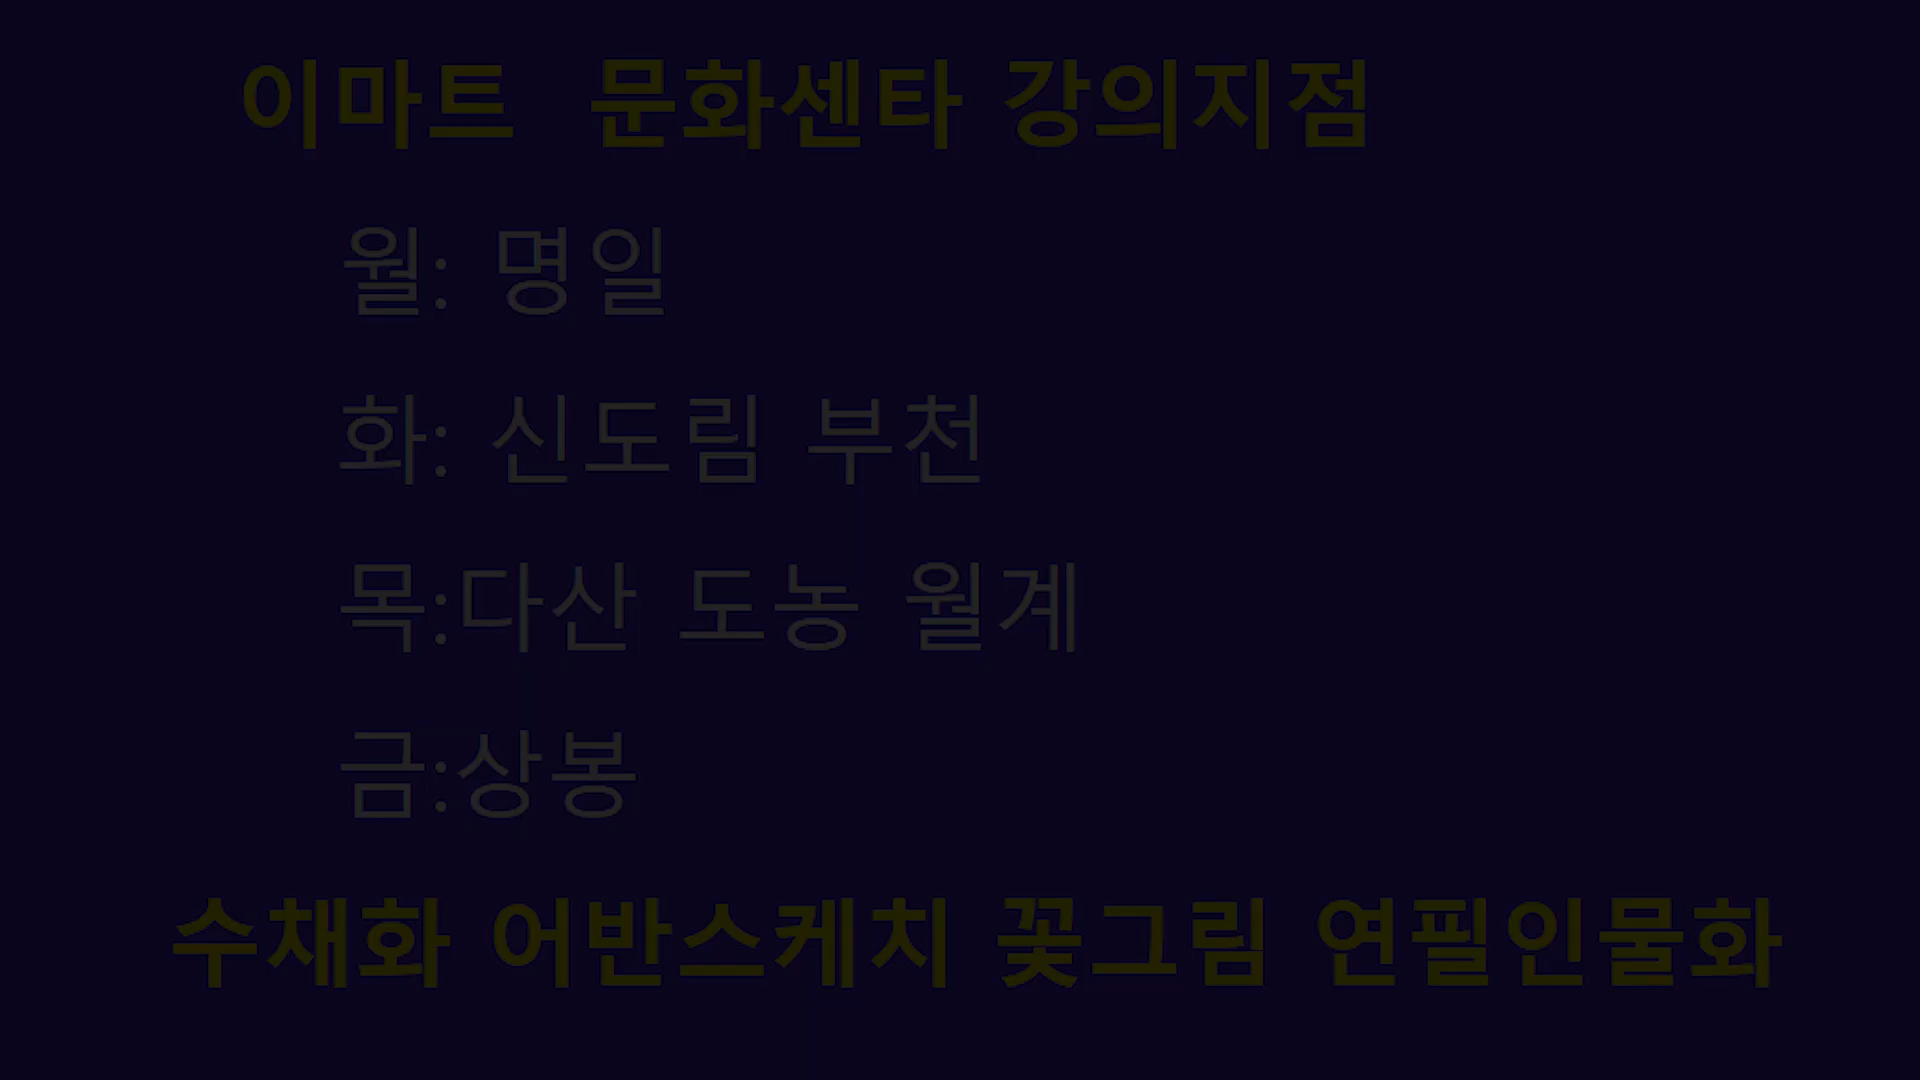 이마트 문화센타 강의지점
월: 명일
화: 신도림 부천
목:다산 도농 월계
금:상봉
수채화 어반스케치 꽃그림 연필인물화